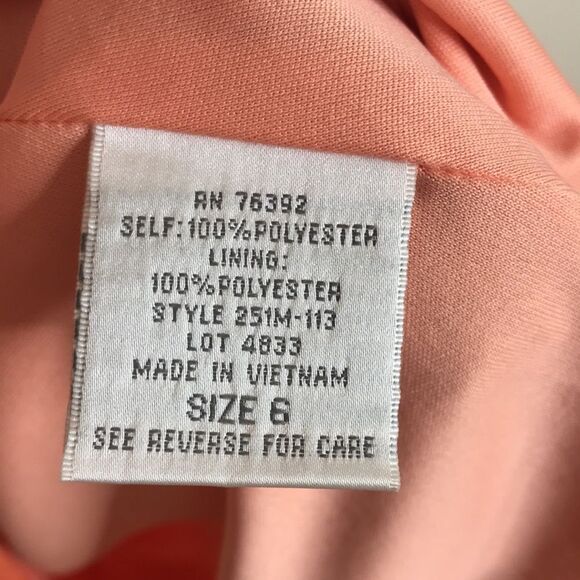 RN 76392
SELF:100%POLYESTER
LINING:
100%POLYESTER
STYLE 251M-113
LOT 4833
MADE IN VIETNAM
SIZE 6
SEE REVERSE FOR CARE